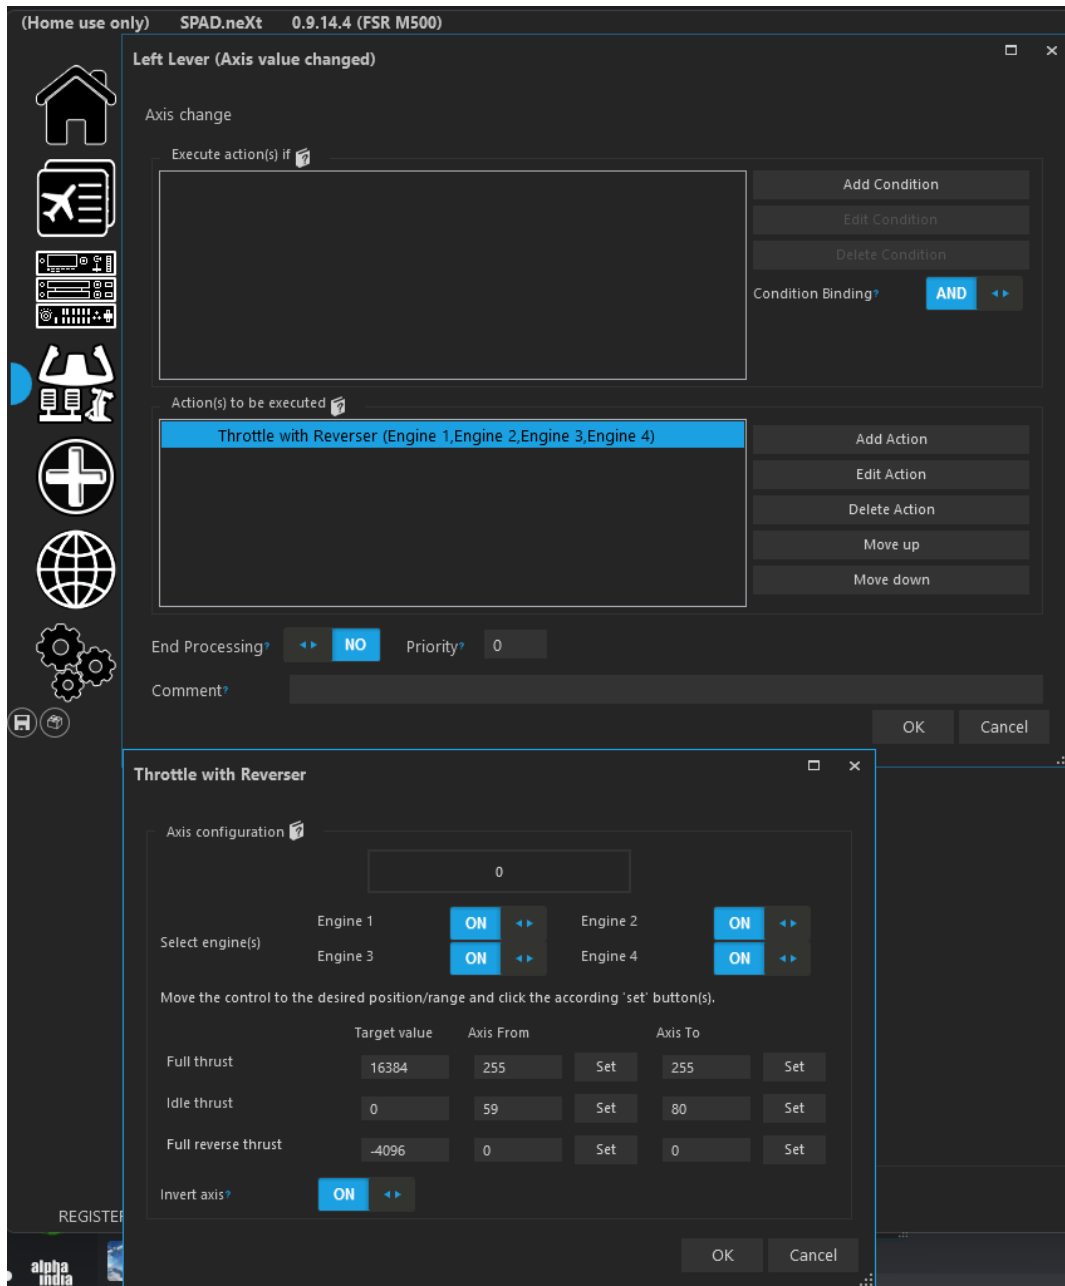 (Home use only) SPAD.neXt 0.9.14.4 (FSR M500)
Left Lever (Axis value changed)
Axis change
Execute action(s) if
Add Condition
Edit Condition
Delete Condition
Condition Binding? AND
Action(s) to be executed
Throttle with Reverser (Engine 1,Engine 2,Engine 3,Engine 4)
Add Action
Edit Action
Delete Action
Move up
Move down
End Processing? NO Priority? 0
Comment?
OK Cancel
Throttle with Reverser
Axis configuration
0
Select engine(s)
Engine 1 ON Engine 2 ON
Engine 3 ON Engine 4 ON
Move the control to the desired position/range and click the according 'set' button(s).
Target value Axis From Axis To
Full thrust 16384 255 Set 255 Set
Idle thrust 0 59 Set 80 Set
Full reverse thrust -4096 0 Set 0 Set
Invert axis? ON
REGISTER
OK Cancel
alpha
india